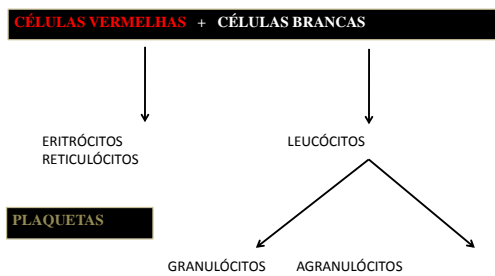 CÉLULAS VERMELHAS + CÉLULAS BRANCAS
ERITRÓCITOS
RETICULÓCITOS
LEUCÓCITOS
PLAQUETAS
GRANULÓCITOS
AGRANULÓCITOS